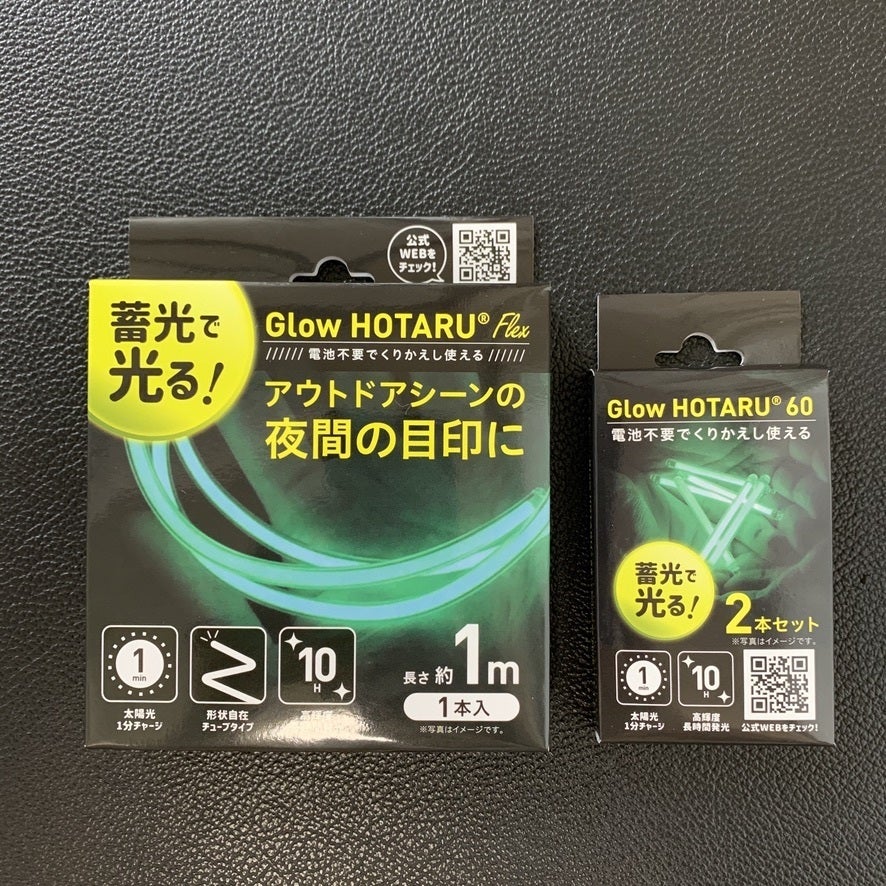 公式
WEBを
チェック!
蓄光で
光る!
Glow HOTARU® Flex
////// 電池不要でくりかえし使える //////
アウトドアシーンの
夜間の目印に
1
min
太陽光
1分チャージ
形状自在
チューブタイプ
10
H
高輝度
長さ 約1m
1本入
※写真はイメージです。
Glow HOTARU® 60
電池不要でくりかえし使える
蓄光で
光る!
2本セット
※写真はイメージです。
1
min
太陽光
1分チャージ
10
H
高輝度
長時間発光
公式WEBをチェック!